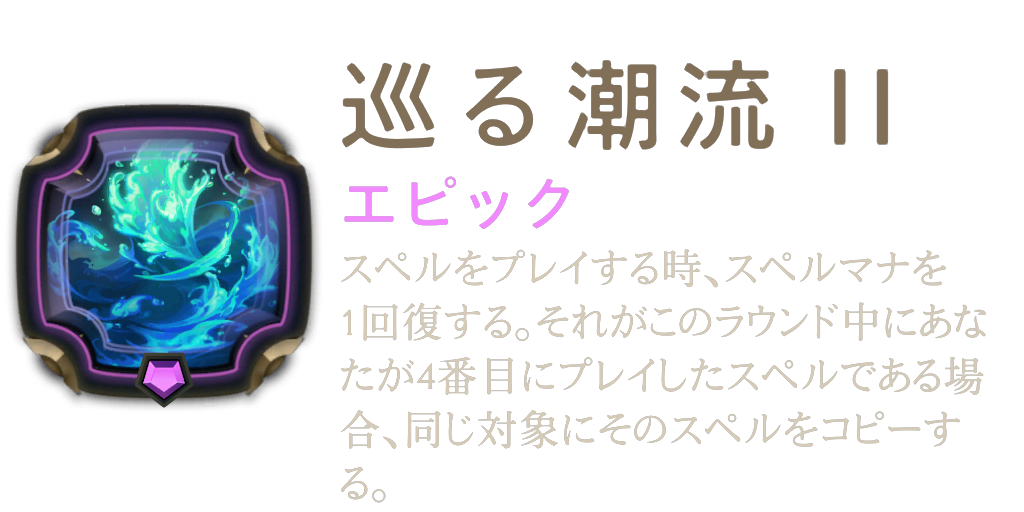 巡る潮流 II
エピック
スペルをプレイする時、スペルマナを
1回復する。それがこのラウンド中にあな
たが4番目にプレイしたスペルである場
合、同じ対象にそのスペルをコピーす
る。